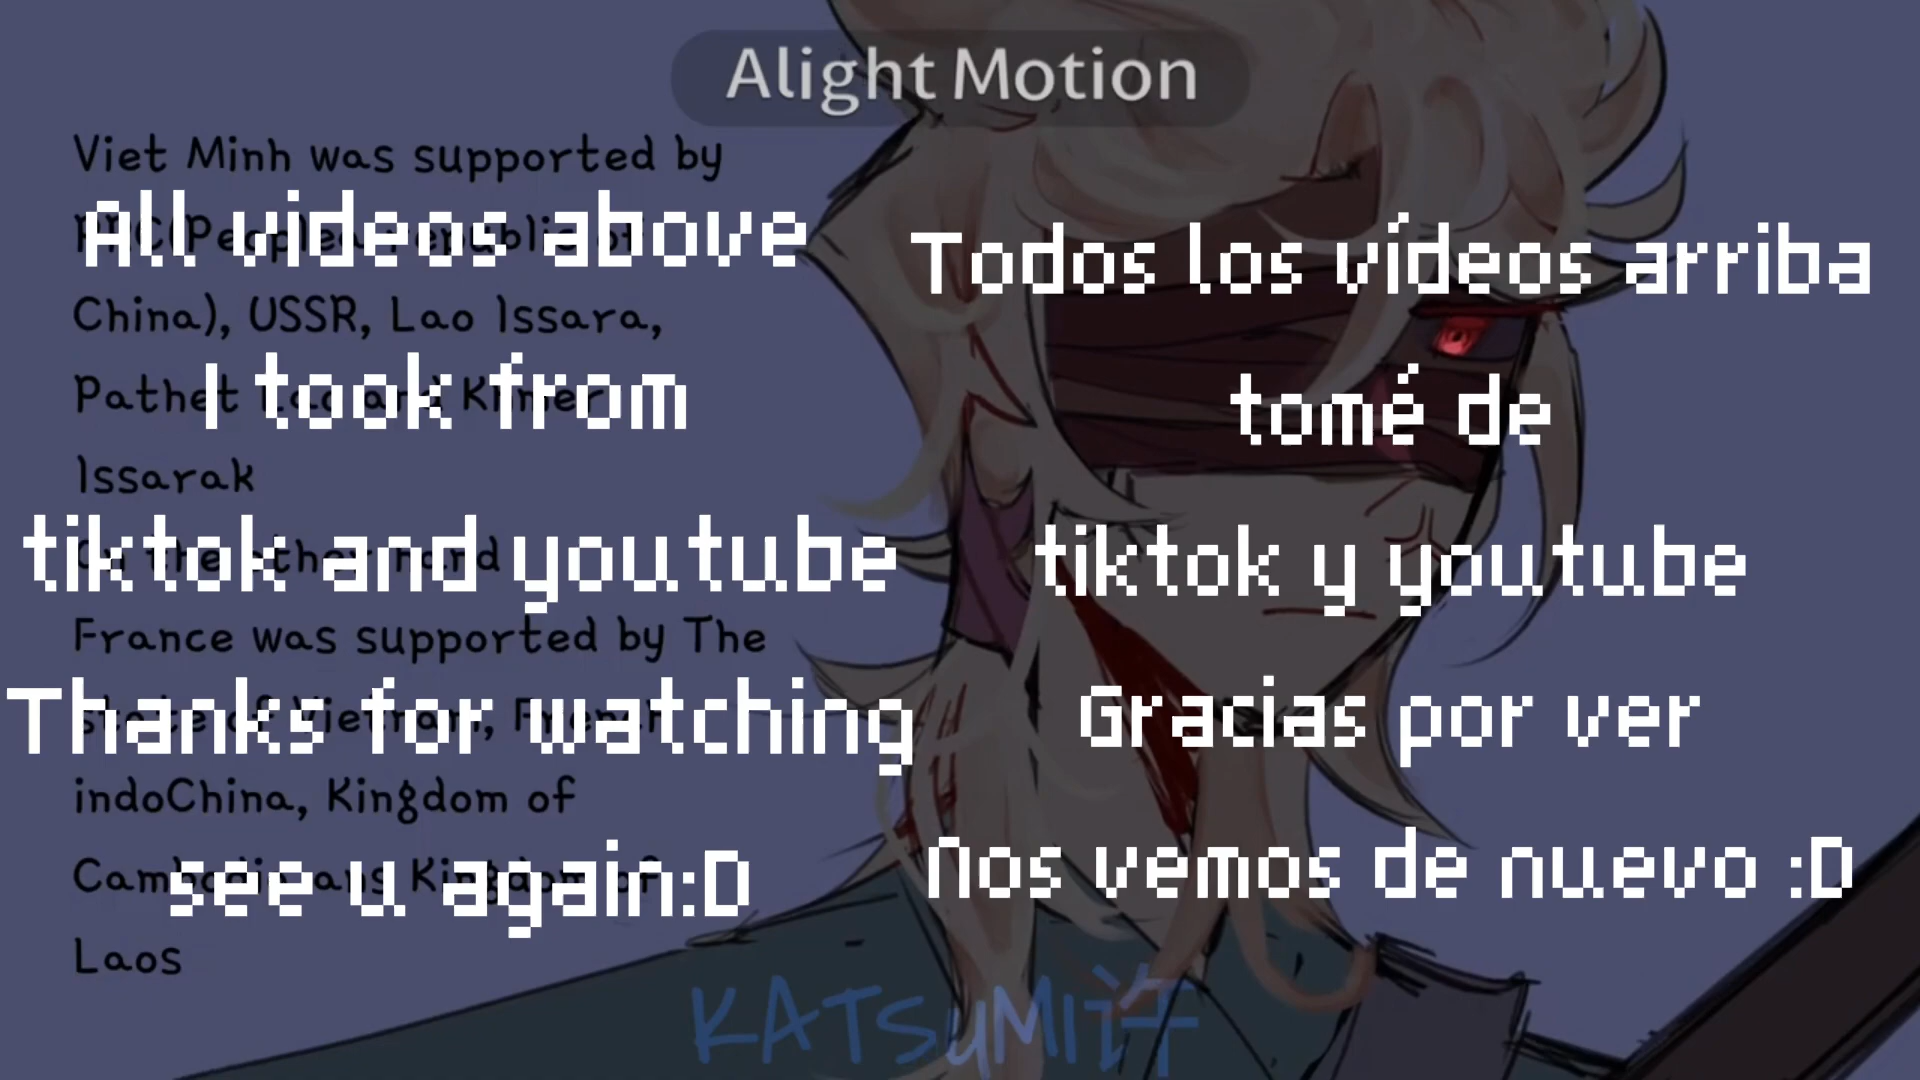 Alight Motion
Viet Minh was supported by
All videos above
China), USSR, Lao Issara,
I took from
Pathet
Issarak
tiktok and youtube
France was supported by The
Thanks for watching
indoChina, Kingdom of
see u again:D
Laos
Todos los vídeos arriba
tomé de
tiktok y youtube
Gracias por ver
Nos vemos de nuevo :D